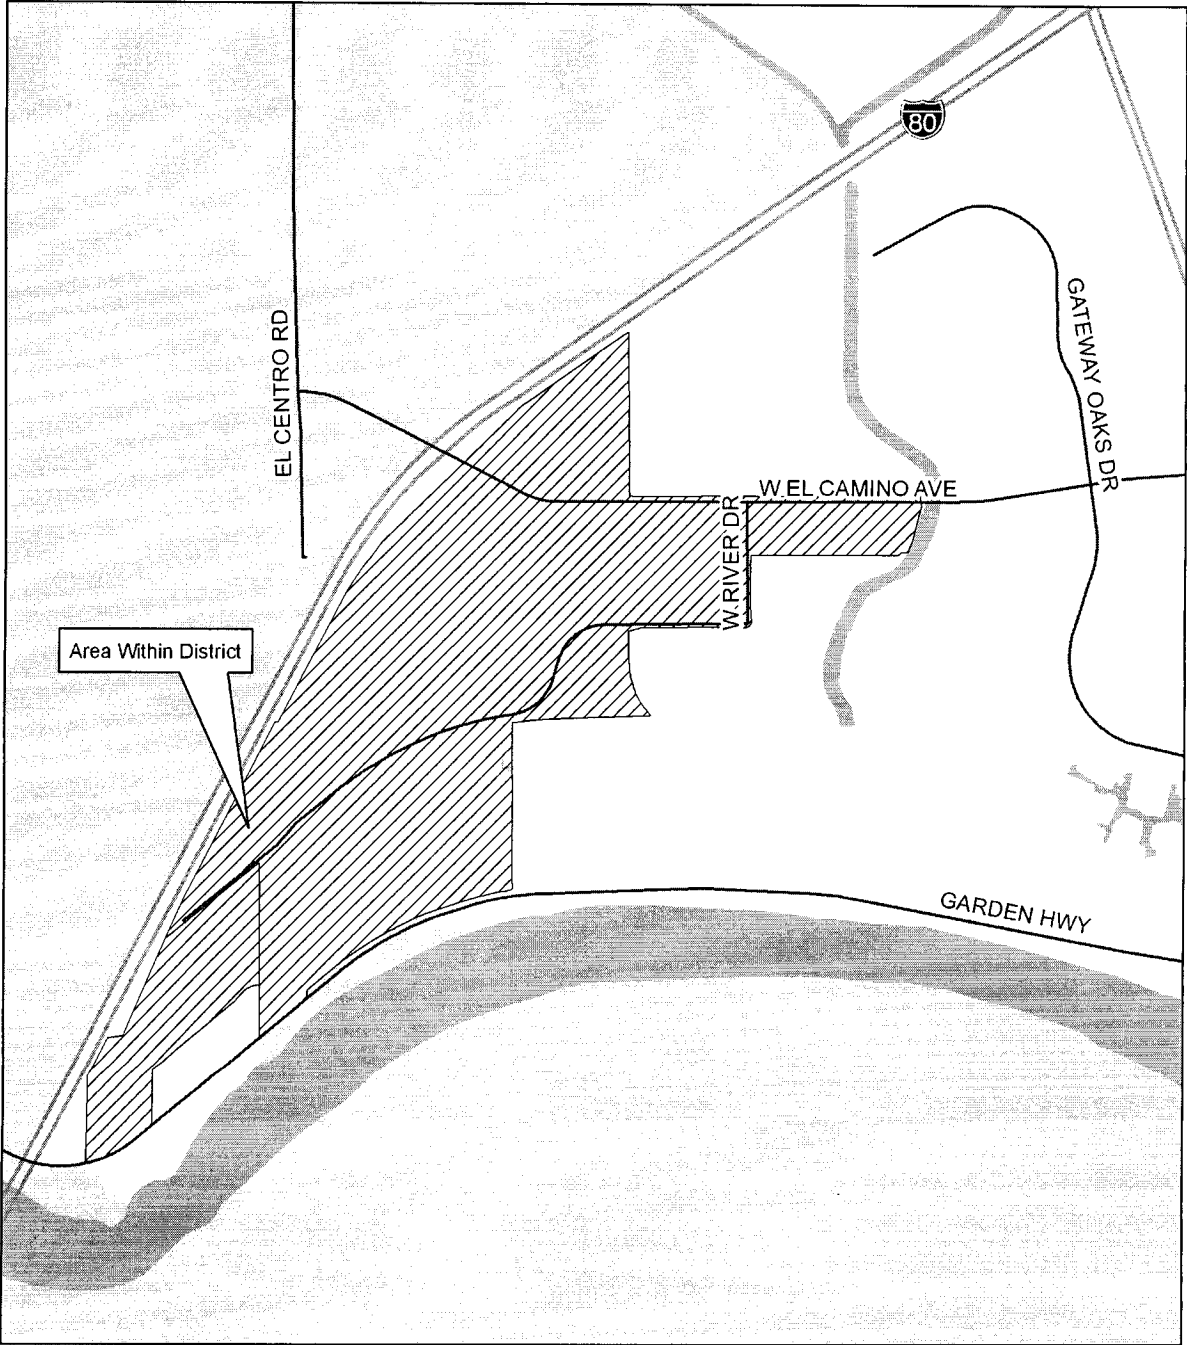 80
EL CENTRO RD
GATEWAY OAKS DR
W. EL CAMINO AVE
W. RIVER DR
Area Within District
GARDEN HWY